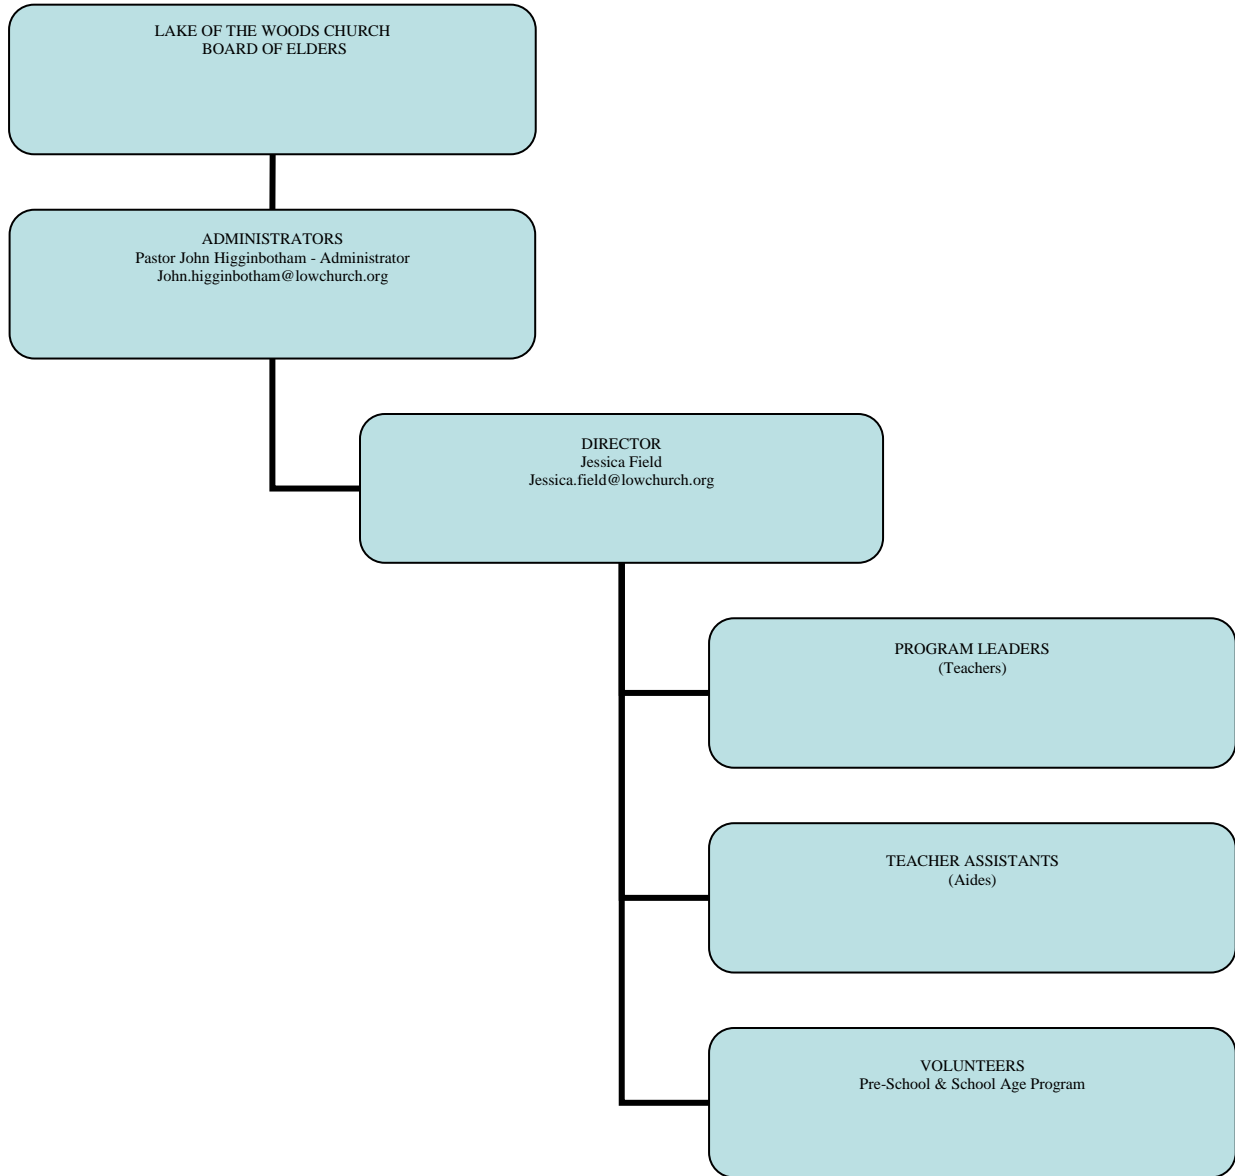 LAKE OF THE WOODS CHURCH
BOARD OF ELDERS
ADMINISTRATORS
Pastor John Higginbotham - Administrator
John.higginbotham@lowchurch.org
DIRECTOR
Jessica Field
Jessica.field@lowchurch.org
PROGRAM LEADERS
(Teachers)
TEACHER ASSISTANTS
(Aides)
VOLUNTEERS
Pre-School & School Age Program